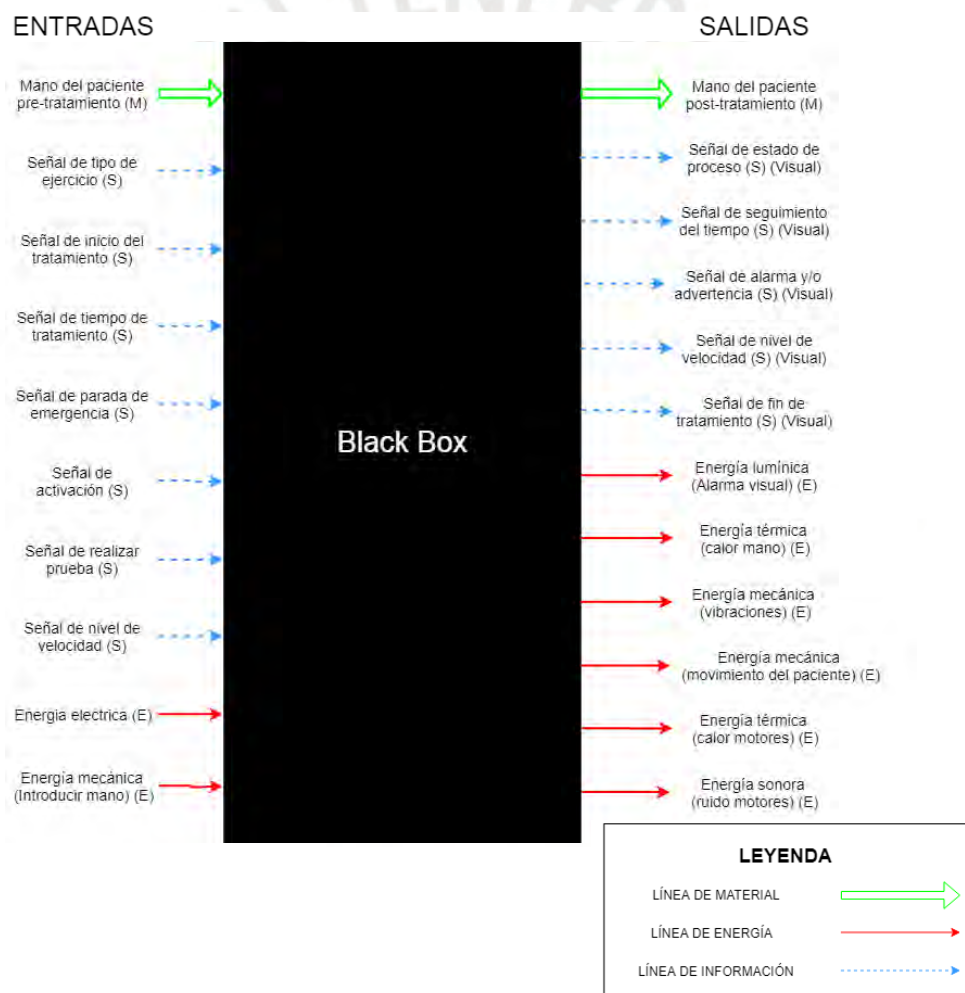 ENTRADAS
SALIDAS
Mano del paciente
pre-tratamiento (M)
Señal de tipo de
ejercicio (S)
Señal de inicio del
tratamiento (S)
Señal de tiempo de
tratamiento (S)
Señal de parada de
emergencia (S)
Señal de
activación (S)
Señal de realizar
prueba (S)
Señal de nivel de
velocidad (S)
Energia electrica (E)
Energía mecánica
(Introducir mano) (E)
Black Box
Mano del paciente
post-tratamiento (M)
Señal de estado de
proceso (S) (Visual)
Señal de seguimiento
del tiempo (S) (Visual)
Señal de alarma y/o
advertencia (S) (Visual)
Señal de nivel de
velocidad (S) (Visual)
Señal de fin de
tratamiento (S) (Visual)
Energía lumínica
(Alarma visual) (E)
Energía térmica
(calor mano) (E)
Energía mecánica
(vibraciones) (E)
Energía mecánica
(movimiento del paciente) (E)
Energía térmica
(calor motores) (E)
Energía sonora
(ruido motores) (E)
LEYENDA
LÍNEA DE MATERIAL
LÍNEA DE ENERGÍA
LÍNEA DE INFORMACIÓN